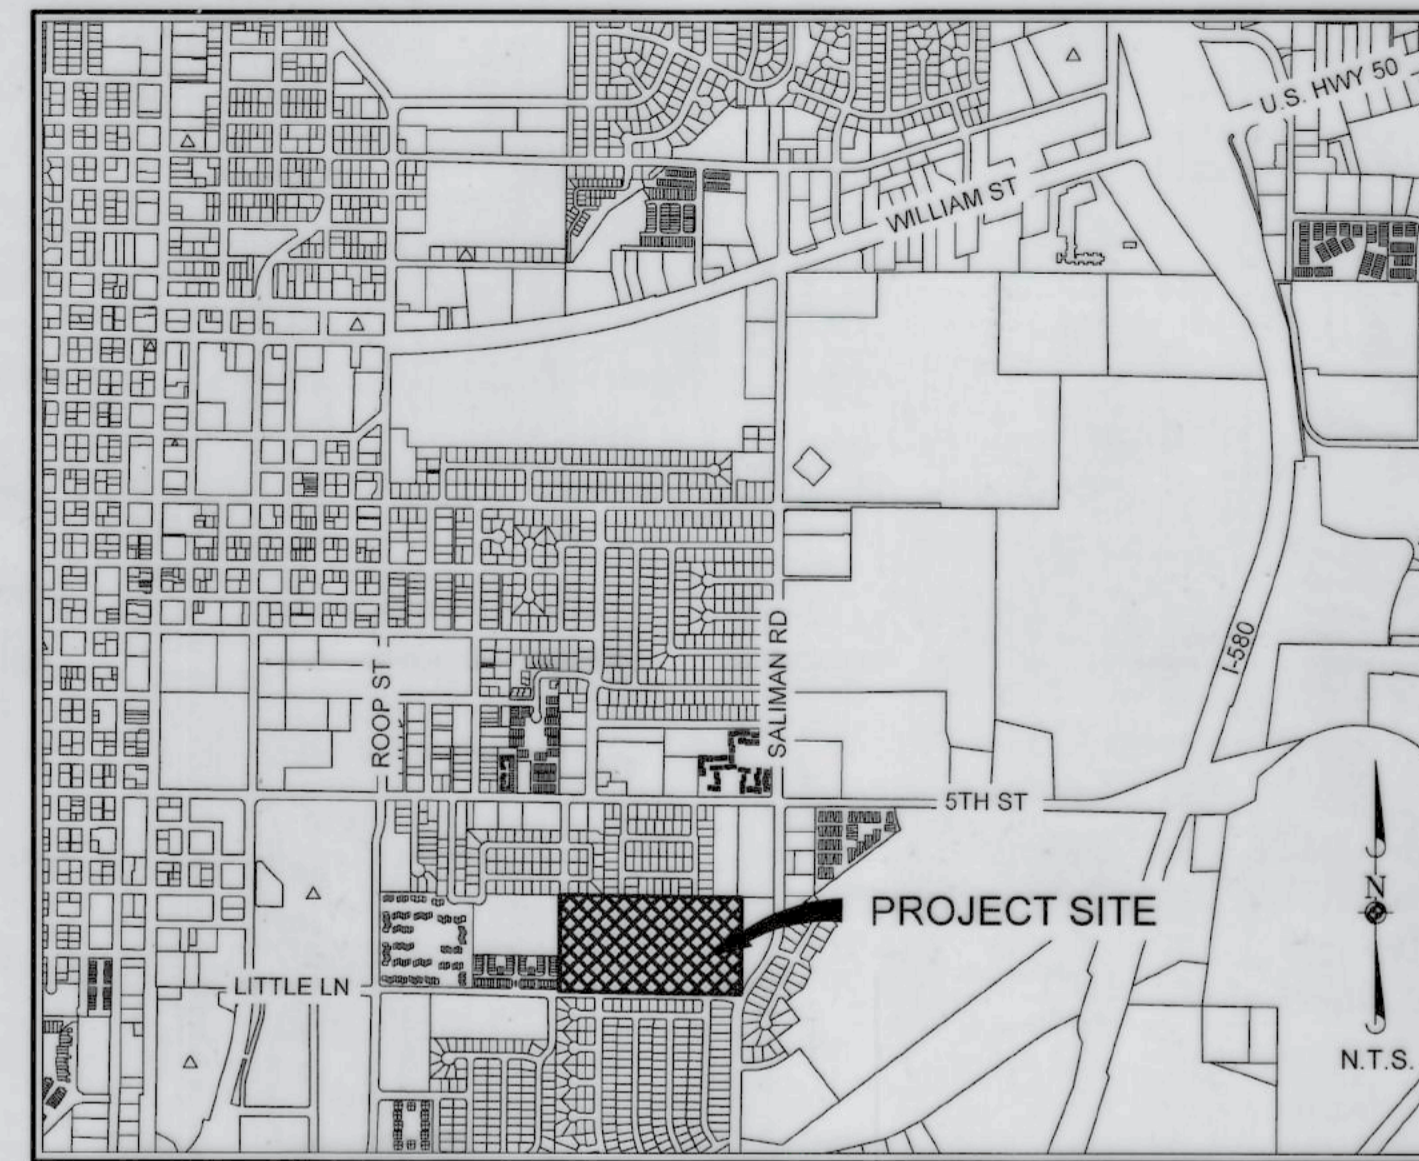 U.S. HWY 50
WILLIAM ST
SALIMAN RD
I-580
ROOP ST
5TH ST
PROJECT SITE
N
LITTLE LN
N.T.S.